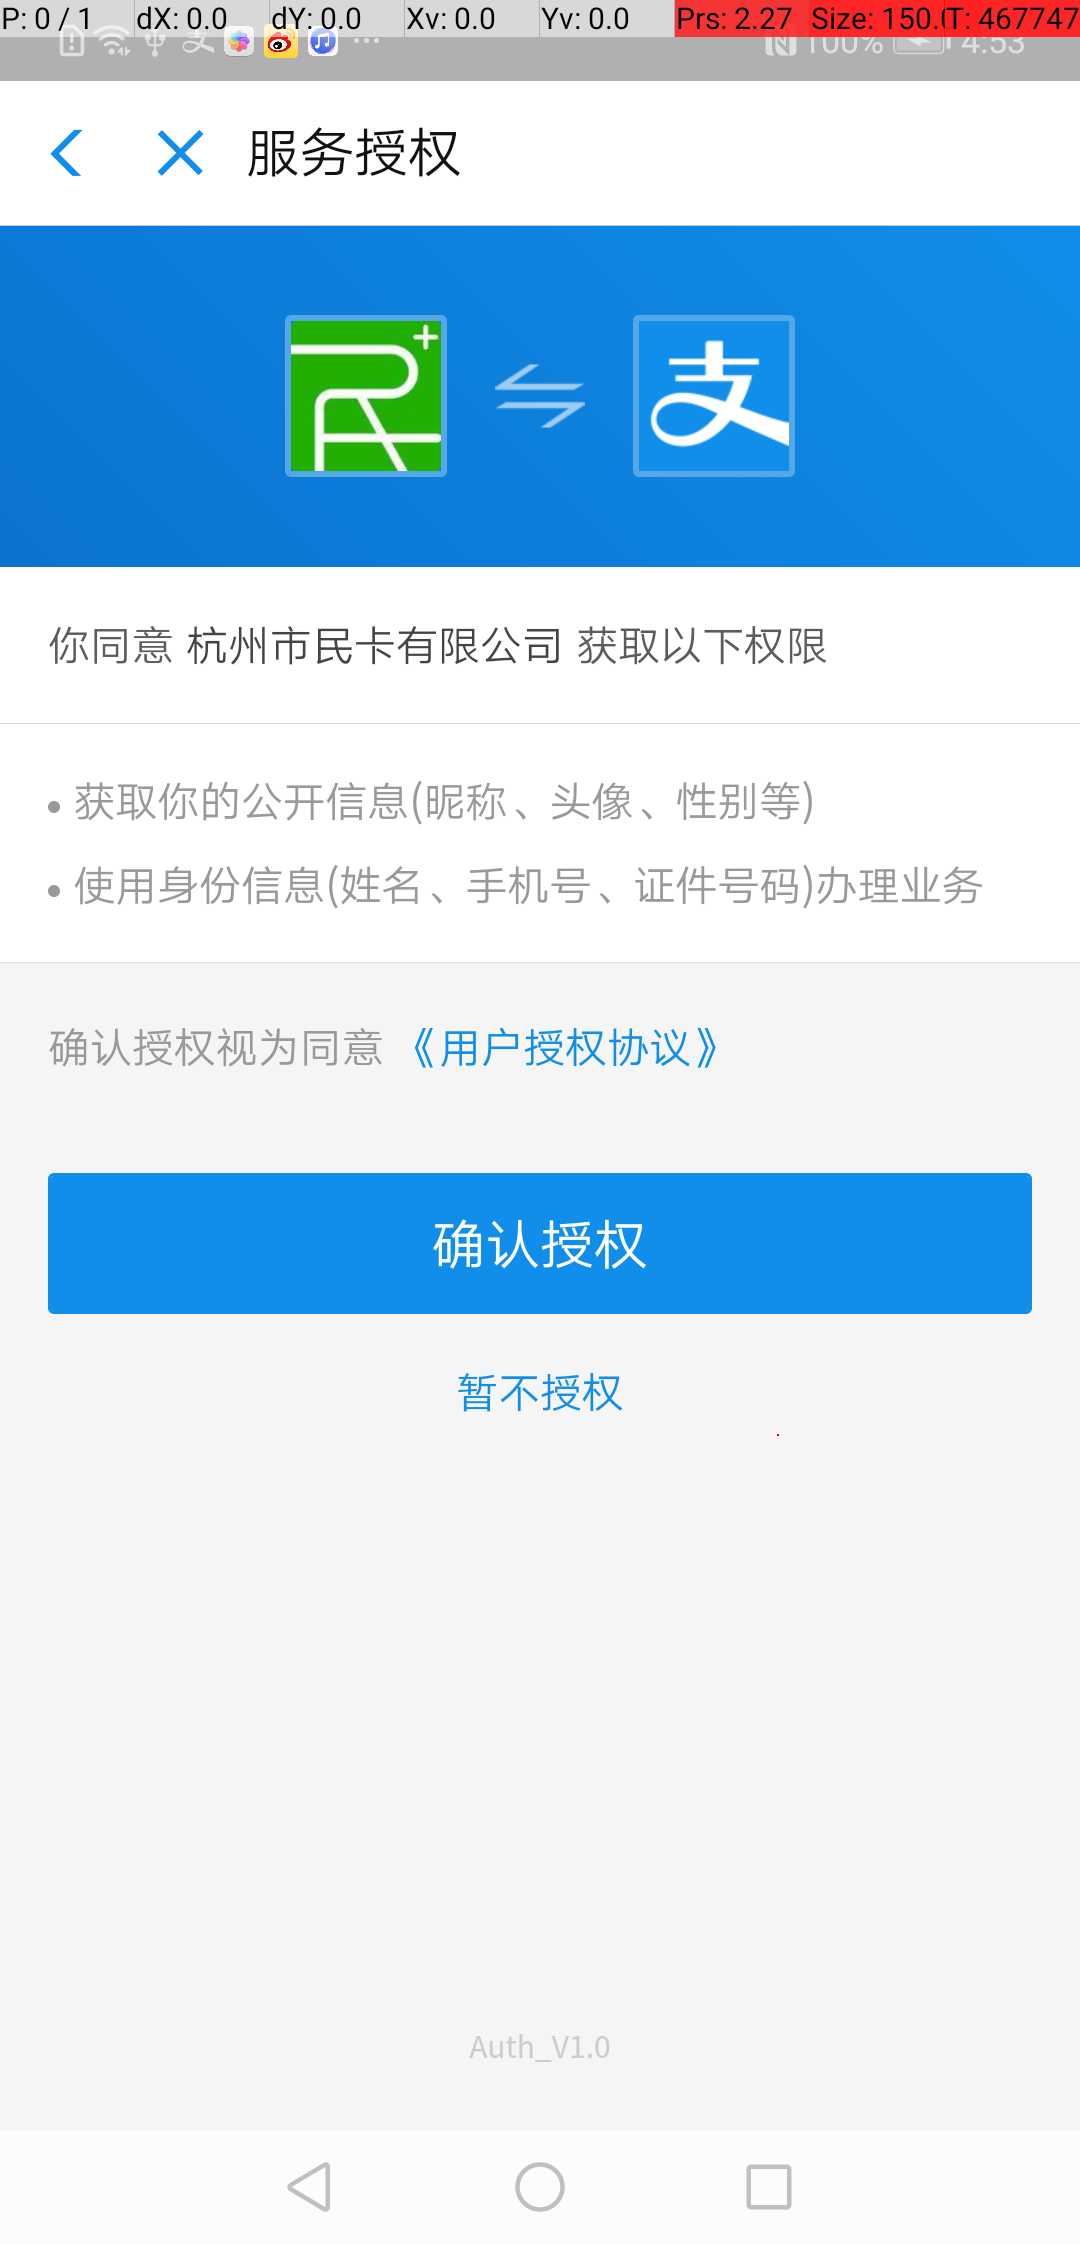 P: 0 / 1 dX: 0.0 dY: 0.0 Xv: 0.0 Yv: 0.0 Prs: 2.27 Size: 150.0 T: 467747
100% 4:53
服务授权
你同意 杭州市民卡有限公司 获取以下权限
• 获取你的公开信息(昵称、头像、性别等)
• 使用身份信息(姓名、手机号、证件号码)办理业务
确认授权视为同意 《用户授权协议》
确认授权
暂不授权
Auth_V1.0